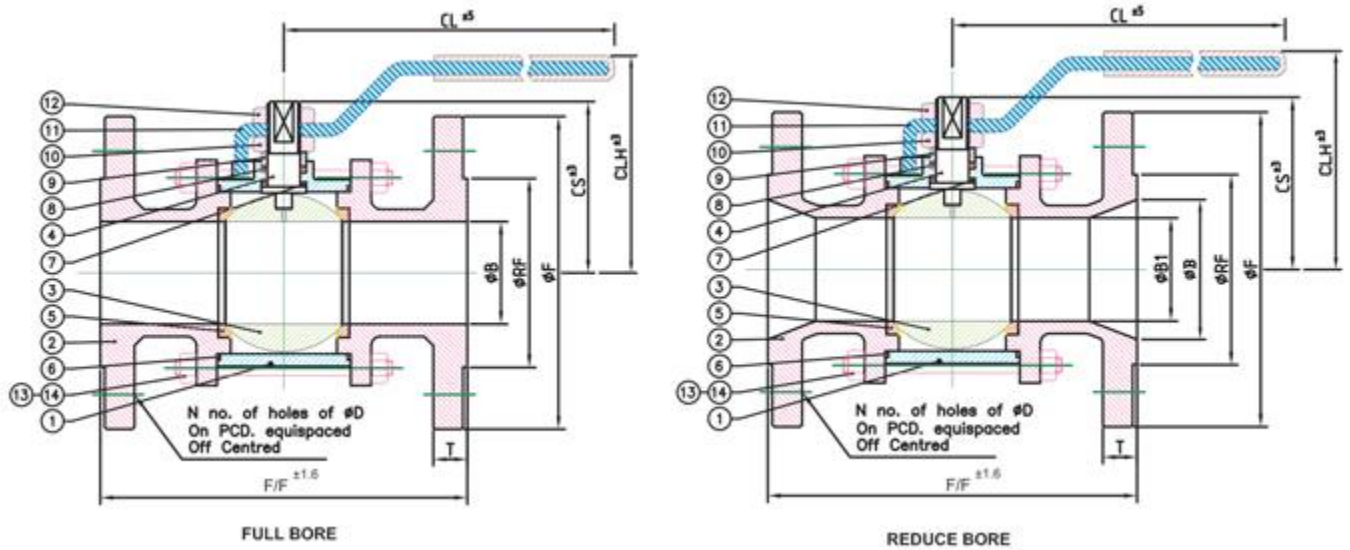 CL ±5
12
11
10
9
8
4
7
3
5
2
6
13 14
1
CS±3
CLH±3
øB
øRF
øF
N no. of holes of øD
On PCD. equispaced
Off Centred
T
F/F ±1.6
FULL BORE
CL ±5
12
11
10
9
8
4
7
3
5
2
6
13 14
1
CS±3
CLH±3
øB1
øB
øRF
øF
N no. of holes of øD
On PCD. equispaced
Off Centred
T
F/F ±1.6
REDUCE BORE